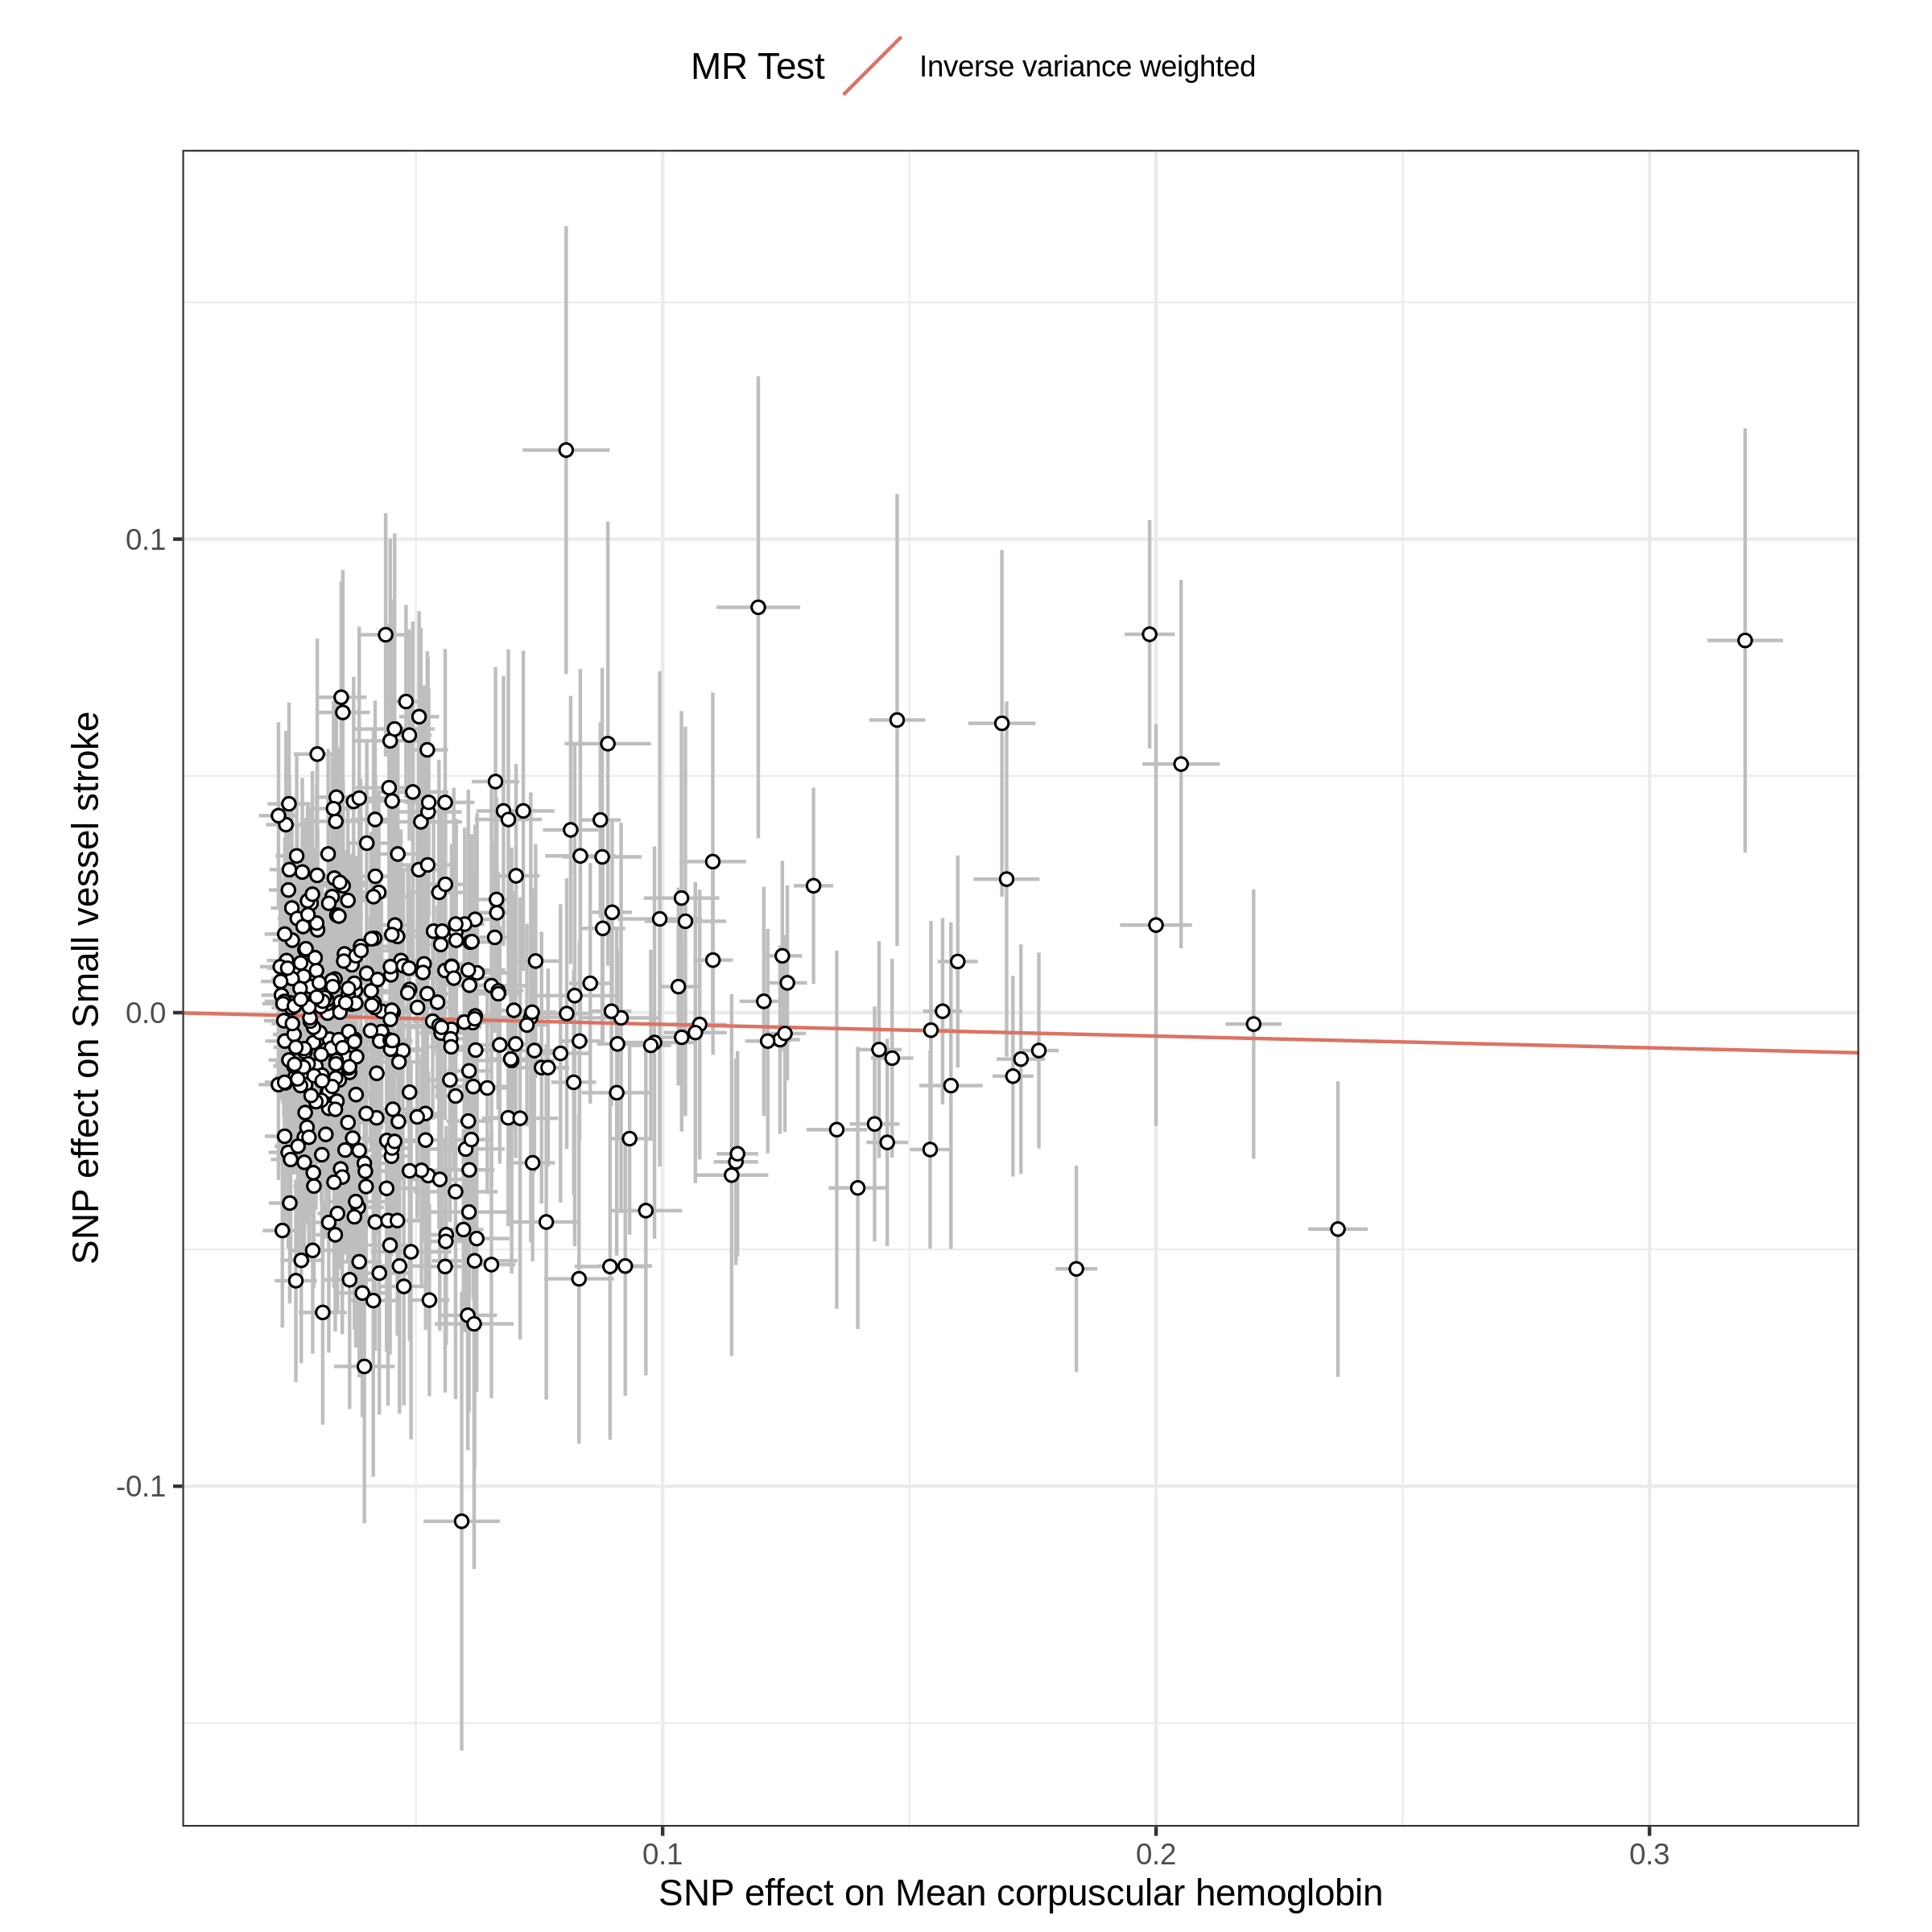 MR Test Inverse variance weighted
SNP effect on Small vessel stroke
0.1
0.0
-0.1
0.1 0.2 0.3
SNP effect on Mean corpuscular hemoglobin